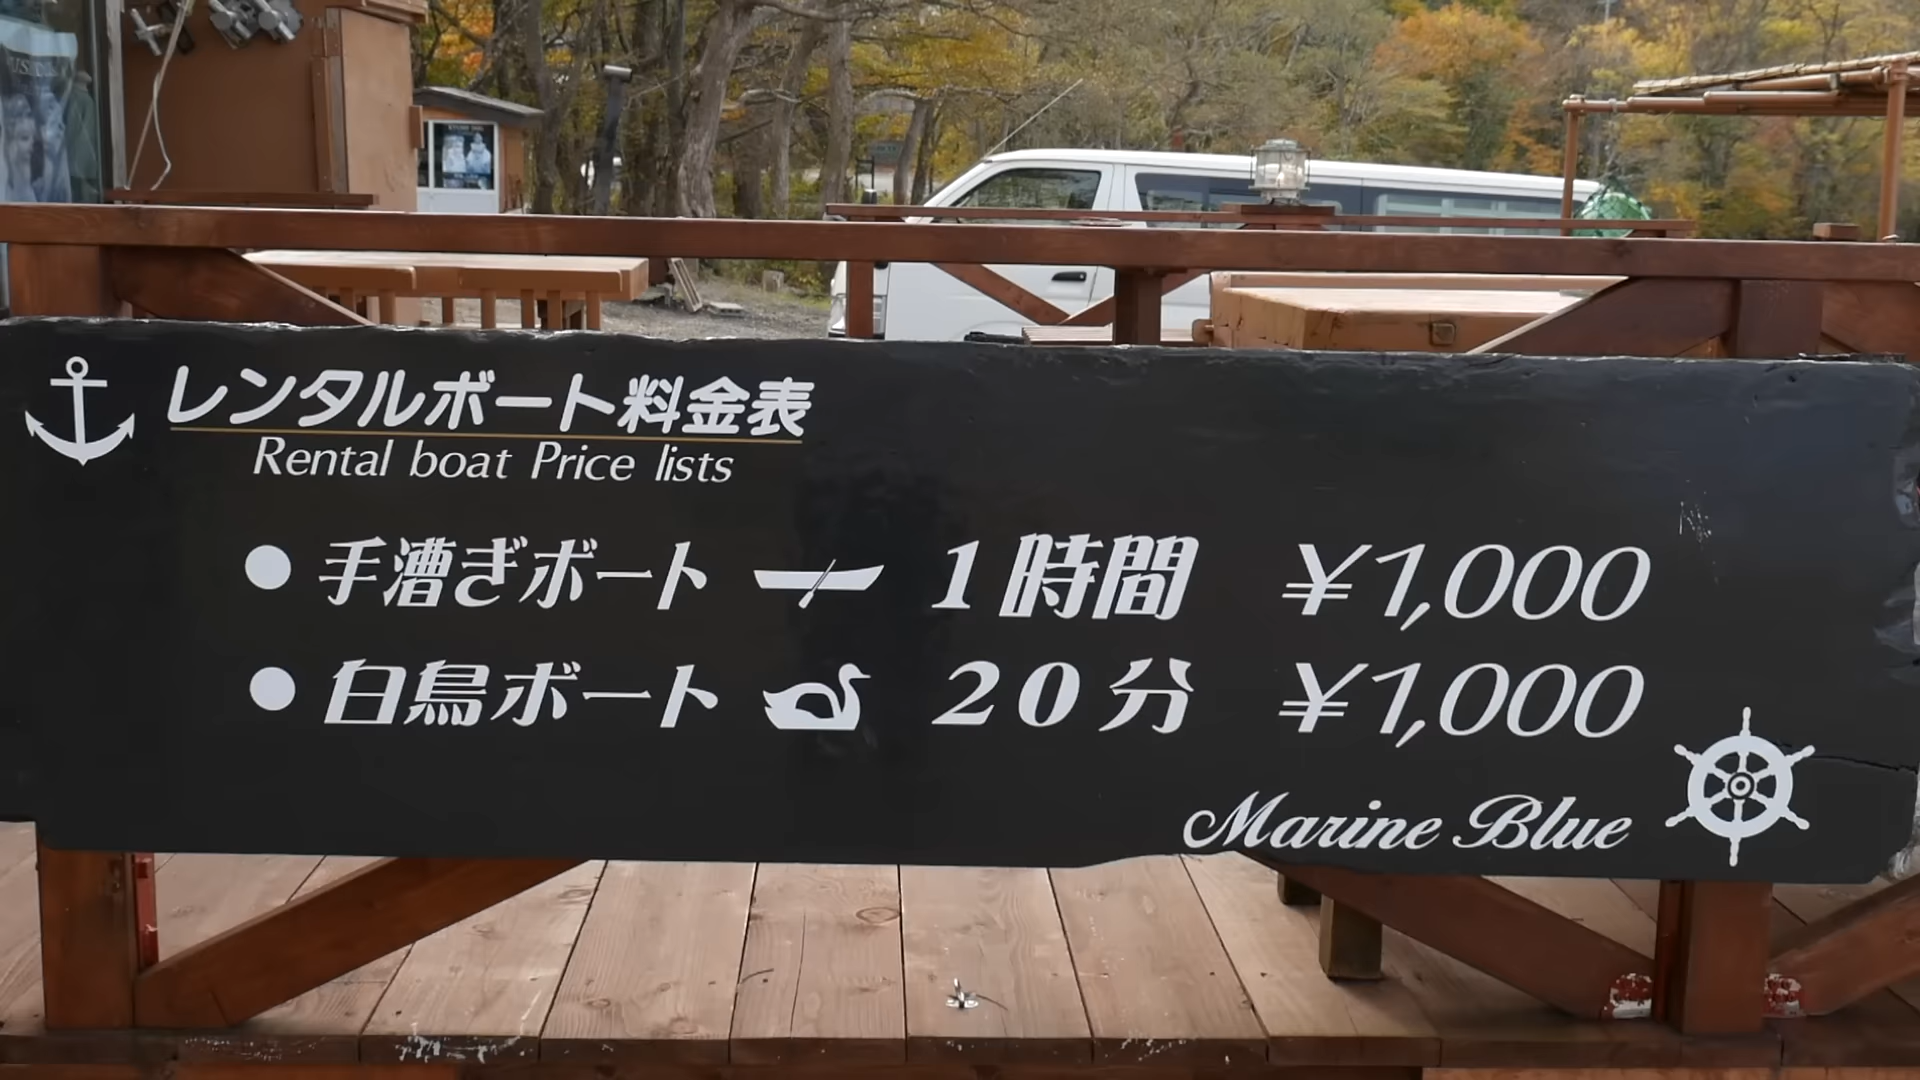 レンタルボート料金表
Rental boat Price lists
● 手漕ぎボート 1時間 ¥1,000
● 白鳥ボート 20分 ¥1,000
Marine Blue